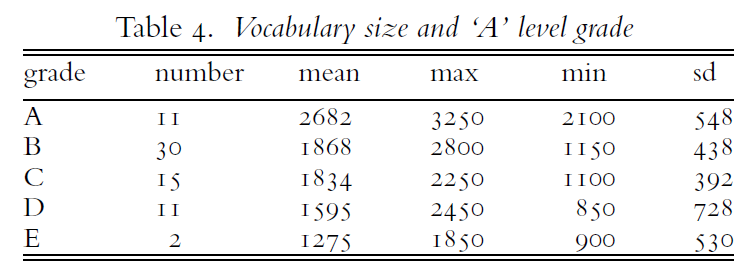 Table 4. Vocabulary size and ‘A’ level grade
grade number mean max min sd
A 11 2682 3250 2100 548
B 30 1868 2800 1150 438
C 15 1834 2250 1100 392
D 11 1595 2450 850 728
E 2 1275 1850 900 530